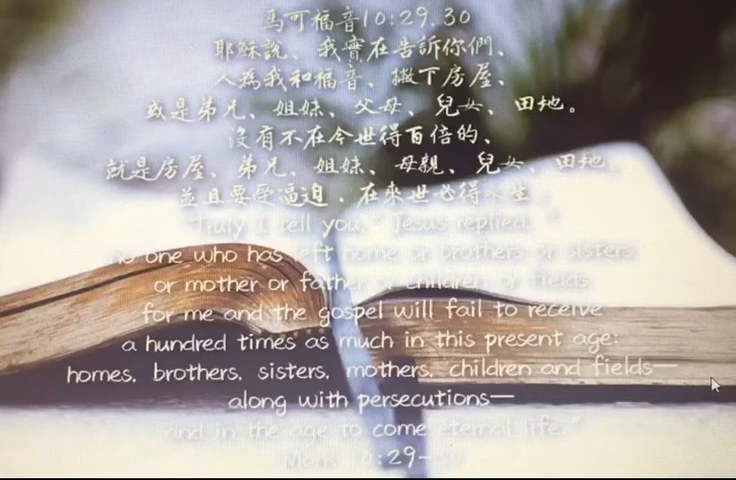 馬可福音10:29.30
耶穌說、我實在告訴你們、
人為我和福音、撇下房屋、
或是弟兄、姐妹、父母、兒女、田地。
沒有不在今世得百倍的、
就是房屋、弟兄、姐妹、母親、兒女、田地、
並且要受逼迫．在來世必得永生．
"Truly I tell you," Jesus replied,
no one who has left home or brothers or sisters
or mother or father or children or fields
for me and the gospel will fail to receive
a hundred times as much in this present age:
homes, brothers, sisters, mothers, children and fields—
along with persecutions—
and in the age to come eternal life."
Mark 10:29-